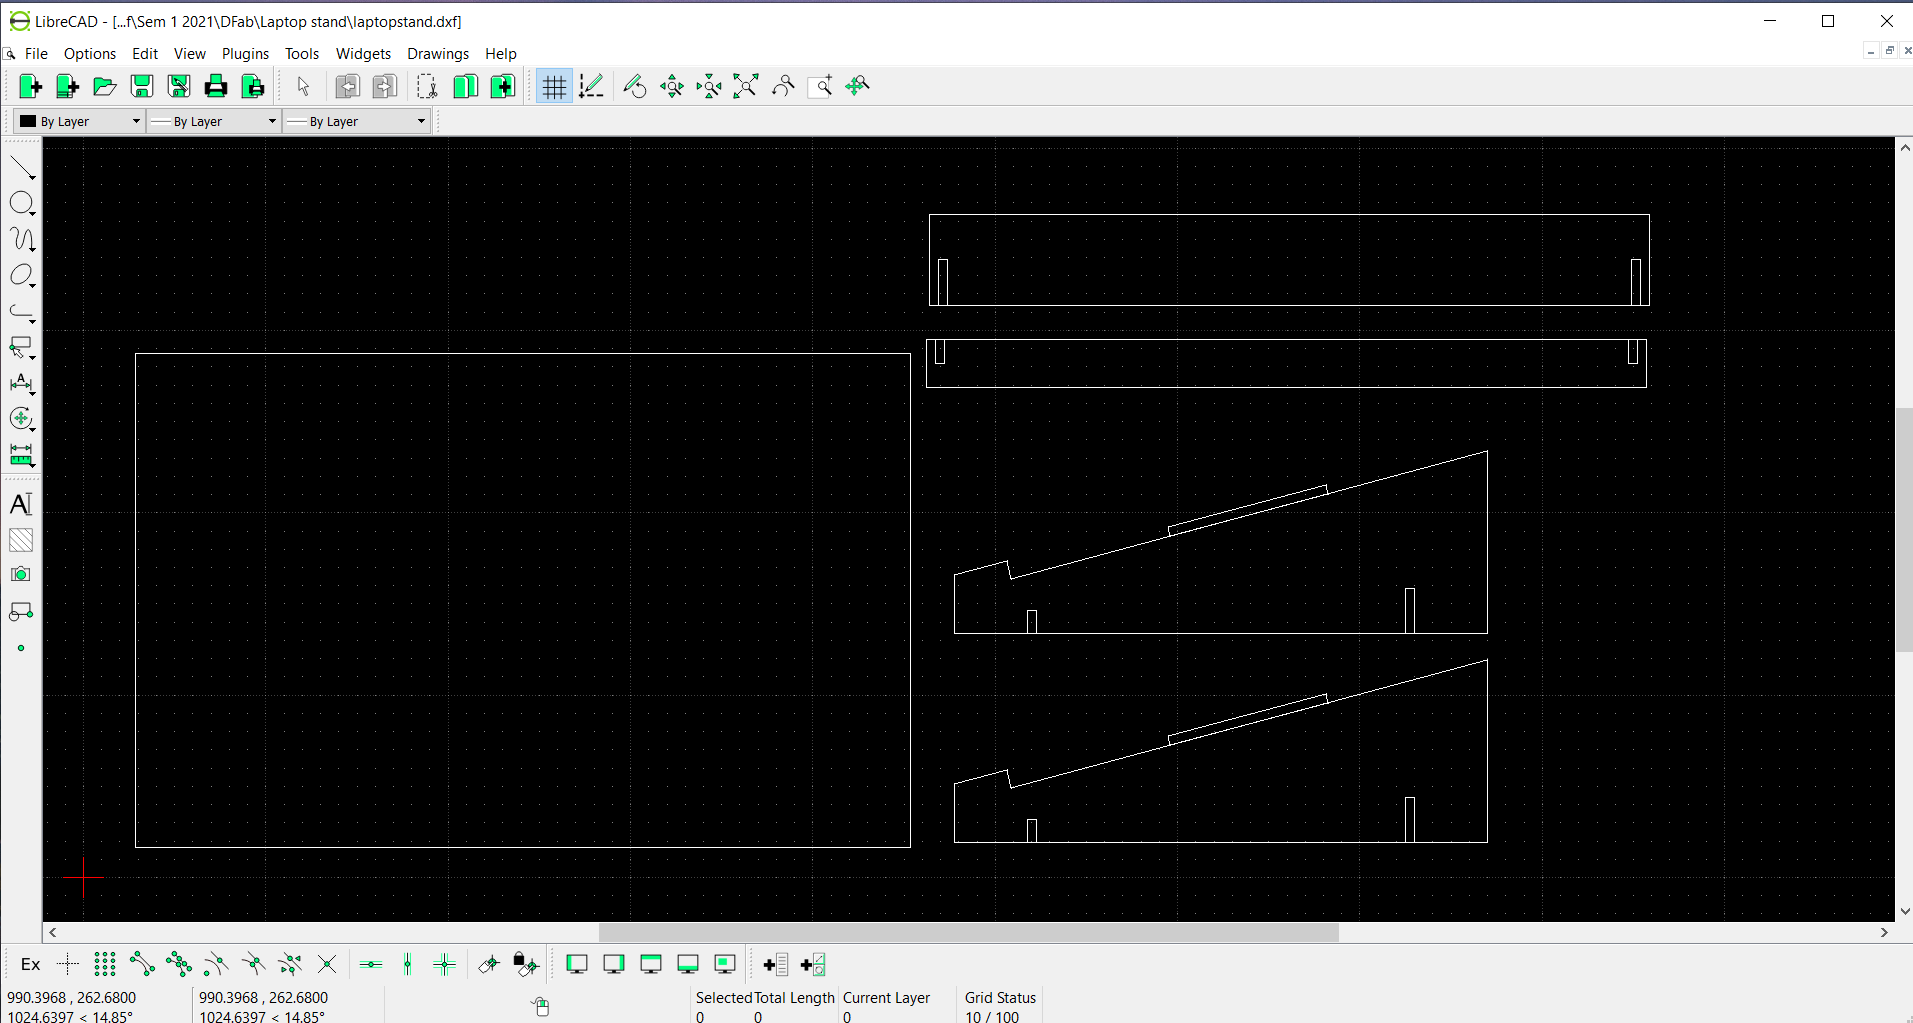 LibreCAD - [...f\Sem 1 2021\DFab\Laptop stand\laptopstand.dxf]
File Options Edit View Plugins Tools Widgets Drawings Help
By Layer By Layer By Layer
A
A
Ex
990.3968 , 262.6800 990.3968 , 262.6800 Selected Total Length Current Layer Grid Status
1024.6397 < 14.85° 1024.6397 < 14.85° 0 0 0 10 / 100